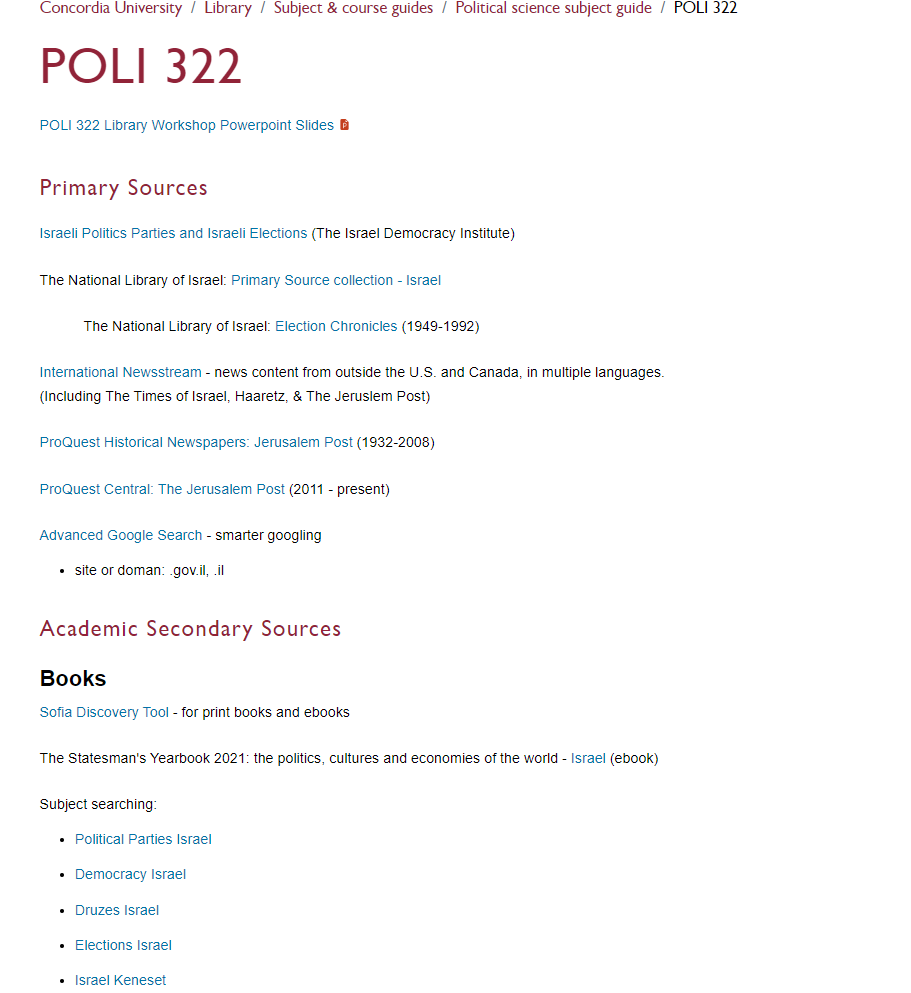 Concordia University / Library / Subject & course guides / Political science subject guide / POLI 322
POLI 322
POLI 322 Library Workshop Powerpoint Slides
Primary Sources
Israeli Politics Parties and Israeli Elections (The Israel Democracy Institute)
The National Library of Israel: Primary Source collection - Israel
The National Library of Israel: Election Chronicles (1949-1992)
International Newsstream - news content from outside the U.S. and Canada, in multiple languages.
(Including The Times of Israel, Haaretz, & The Jeruslem Post)
ProQuest Historical Newspapers: Jerusalem Post (1932-2008)
ProQuest Central: The Jerusalem Post (2011 - present)
Advanced Google Search - smarter googling
• site or doman: .gov.il, .il
Academic Secondary Sources
Books
Sofia Discovery Tool - for print books and ebooks
The Statesman's Yearbook 2021: the politics, cultures and economies of the world - Israel (ebook)
Subject searching:
• Political Parties Israel
• Democracy Israel
• Druzes Israel
• Elections Israel
• Israel Keneset